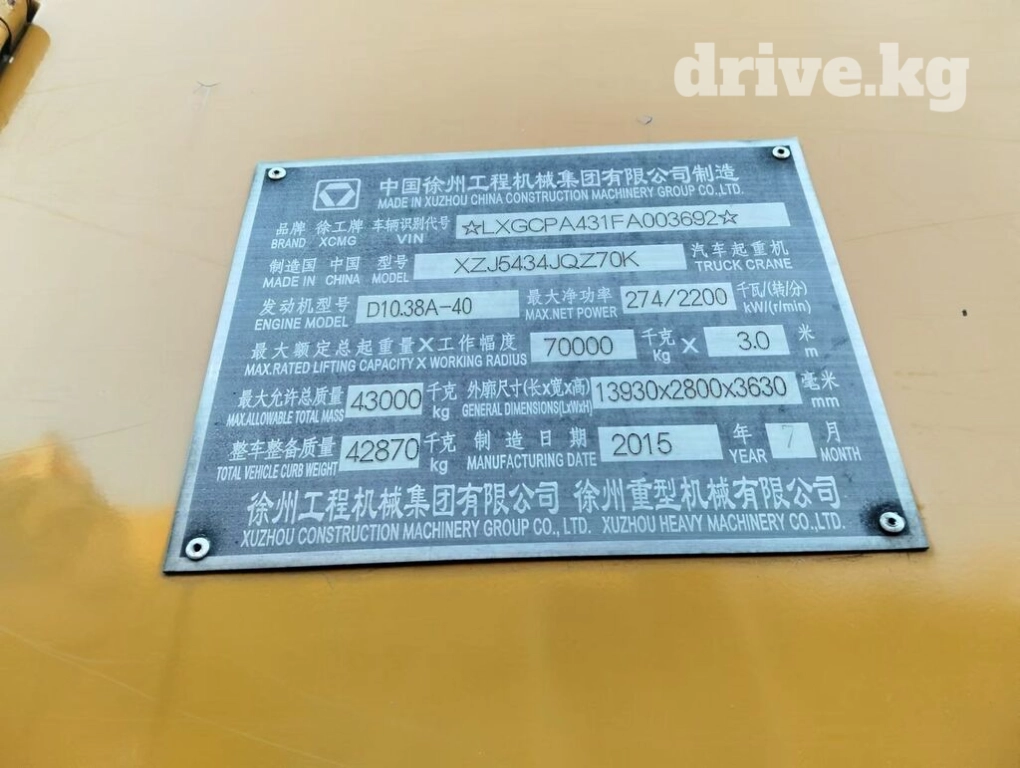 drive.kg
中国徐州工程机械集团有限公司制造
MADE IN XUZHOU CHINA CONSTRUCTION MACHINERY GROUP CO.,LTD.
品牌 徐工牌 车辆识别代号 ☆LXGCPA431FA003692☆
BRAND XCMG VIN
制造国 中国 型号 XZJ5434JQZ70K 汽车起重机
MADE IN CHINA MODEL TRUCK CRANE
发动机型号 D10.38A-40 最大净功率 274/2200 千瓦/(转/分)
ENGINE MODEL MAX.NET POWER kW/(r/min)
最大额定总起重量X工作幅度 70000 千克 X 3.0 米
MAX.RATED LIFTING CAPACITY X WORKING RADIUS Kg m
最大允许总质量 43000 千克 外廓尺寸(长x宽x高) 13930x2800x3630 毫米
MAX.ALLOWABLE TOTAL MASS kg GENERAL DIMENSIONS(LxWxH) mm
整车整备质量 42870 千克 制造日期 2015 年 7 月
TOTAL VEHICLE CURB WEIGHT kg MANUFACTURING DATE YEAR MONTH
徐州工程机械集团有限公司 徐州重型机械有限公司
XUZHOU CONSTRUCTION MACHINERY GROUP CO., LTD. XUZHOU HEAVY MACHINERY CO.,LTD.